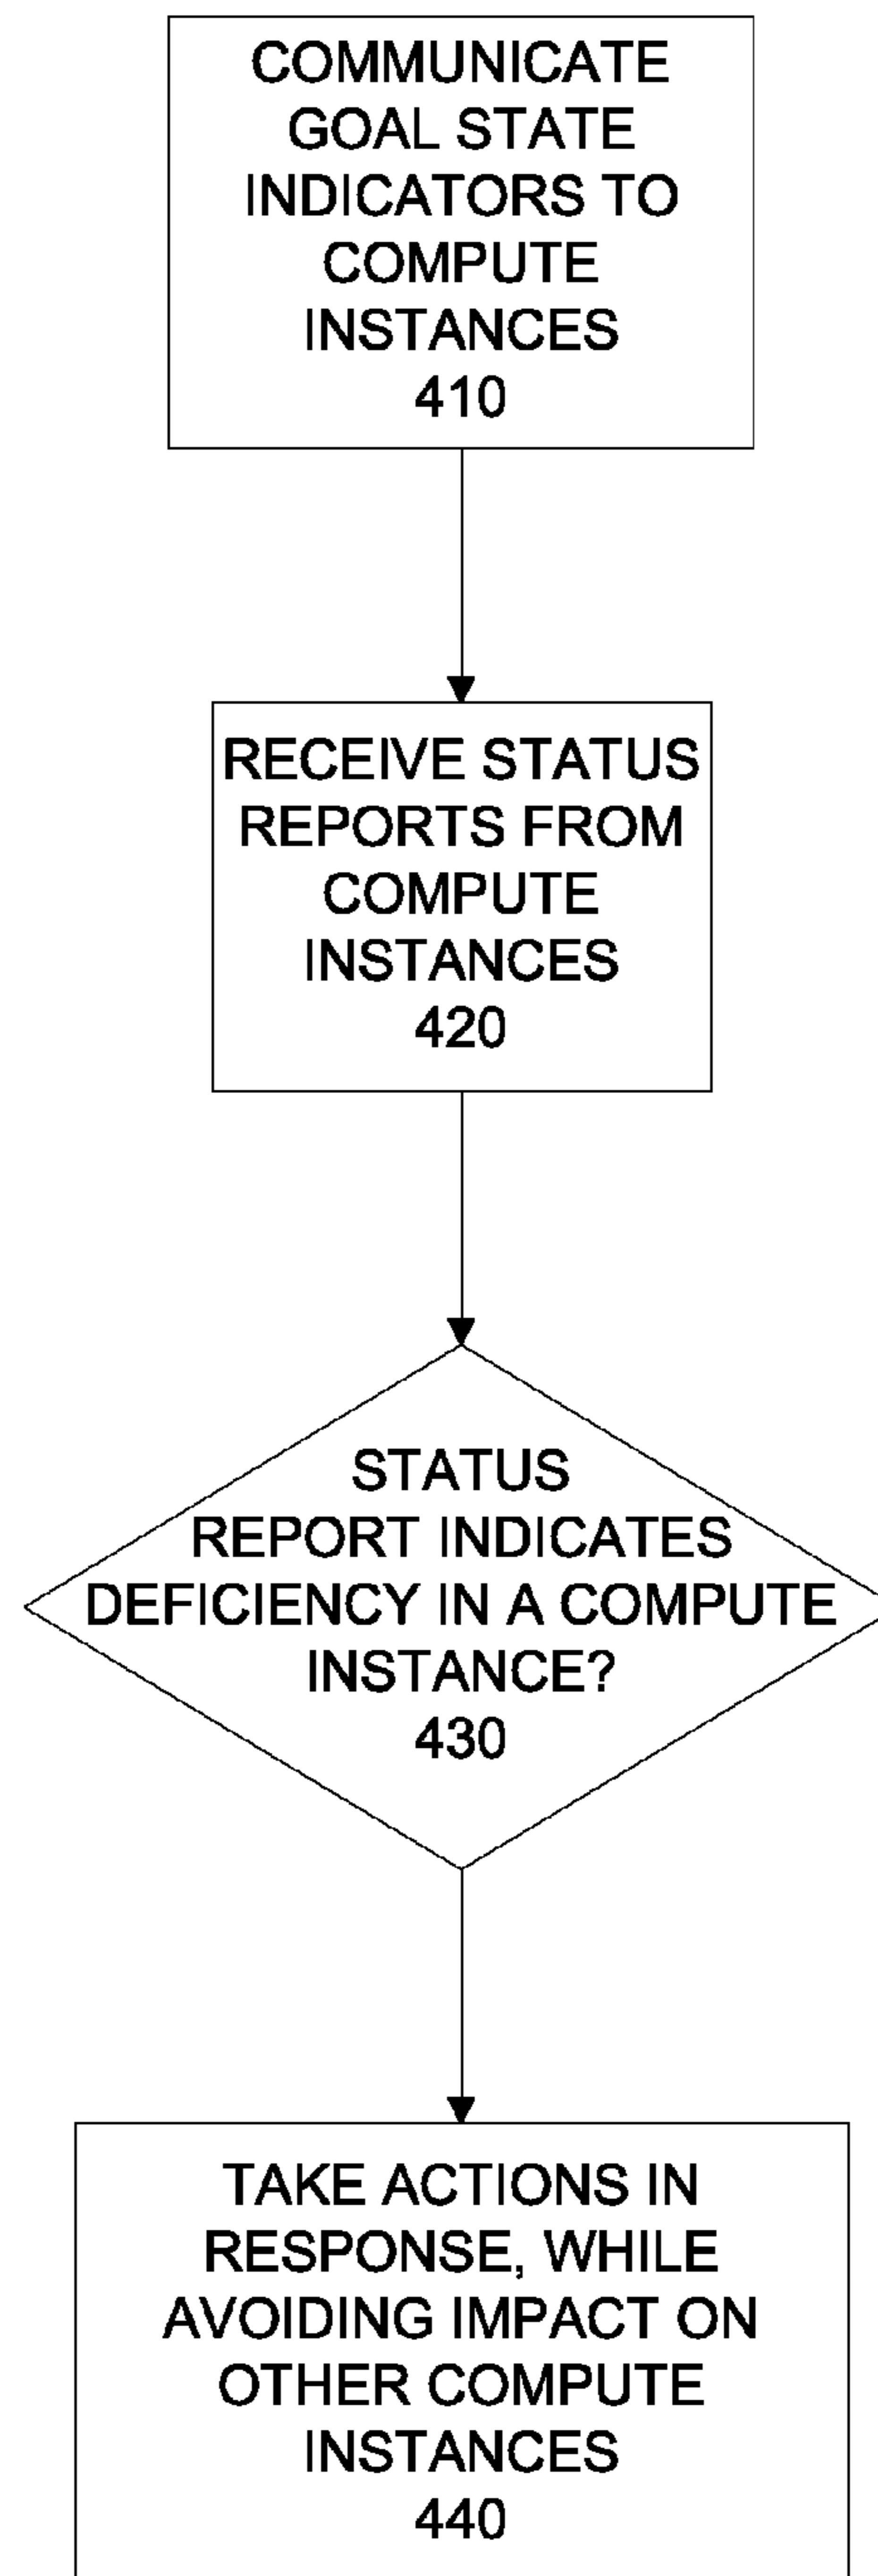 COMMUNICATE
GOAL STATE
INDICATORS TO
COMPUTE
INSTANCES
410
RECEIVE STATUS
REPORTS FROM
COMPUTE
INSTANCES
420
STATUS
REPORT INDICATES
DEFICIENCY IN A COMPUTE
INSTANCE?
430
TAKE ACTIONS IN
RESPONSE, WHILE
AVOIDING IMPACT ON
OTHER COMPUTE
INSTANCES
440